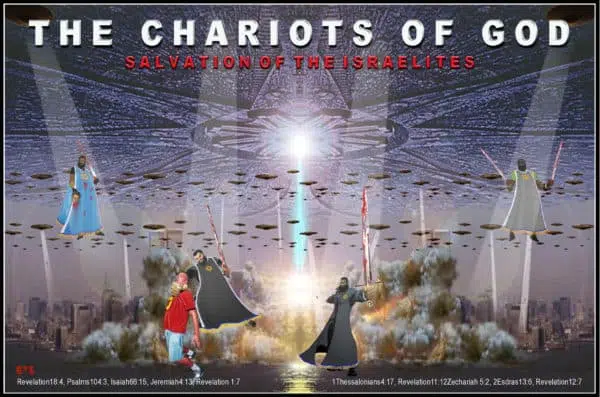 THE CHARIOTS OF GOD
SALVATION OF THE ISRAELITES
Revelation18:4, Psalms104:3, Isaiah66:15, Jeremiah4:13, Revelation 1:7
1Thessalonians4:17, Revelation11:12Zechariah 5:2, 2Esdras13:6, Revelation12:7